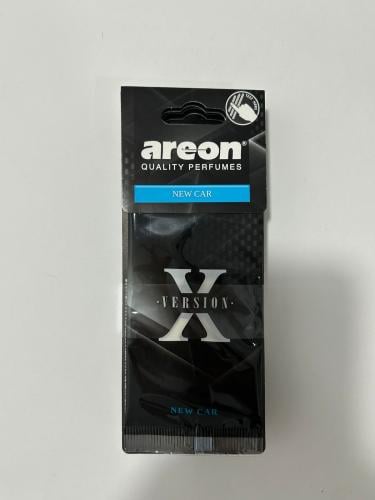 areon®
QUALITY PERFUMES
NEW CAR
X
·VERSION·
NEW CAR